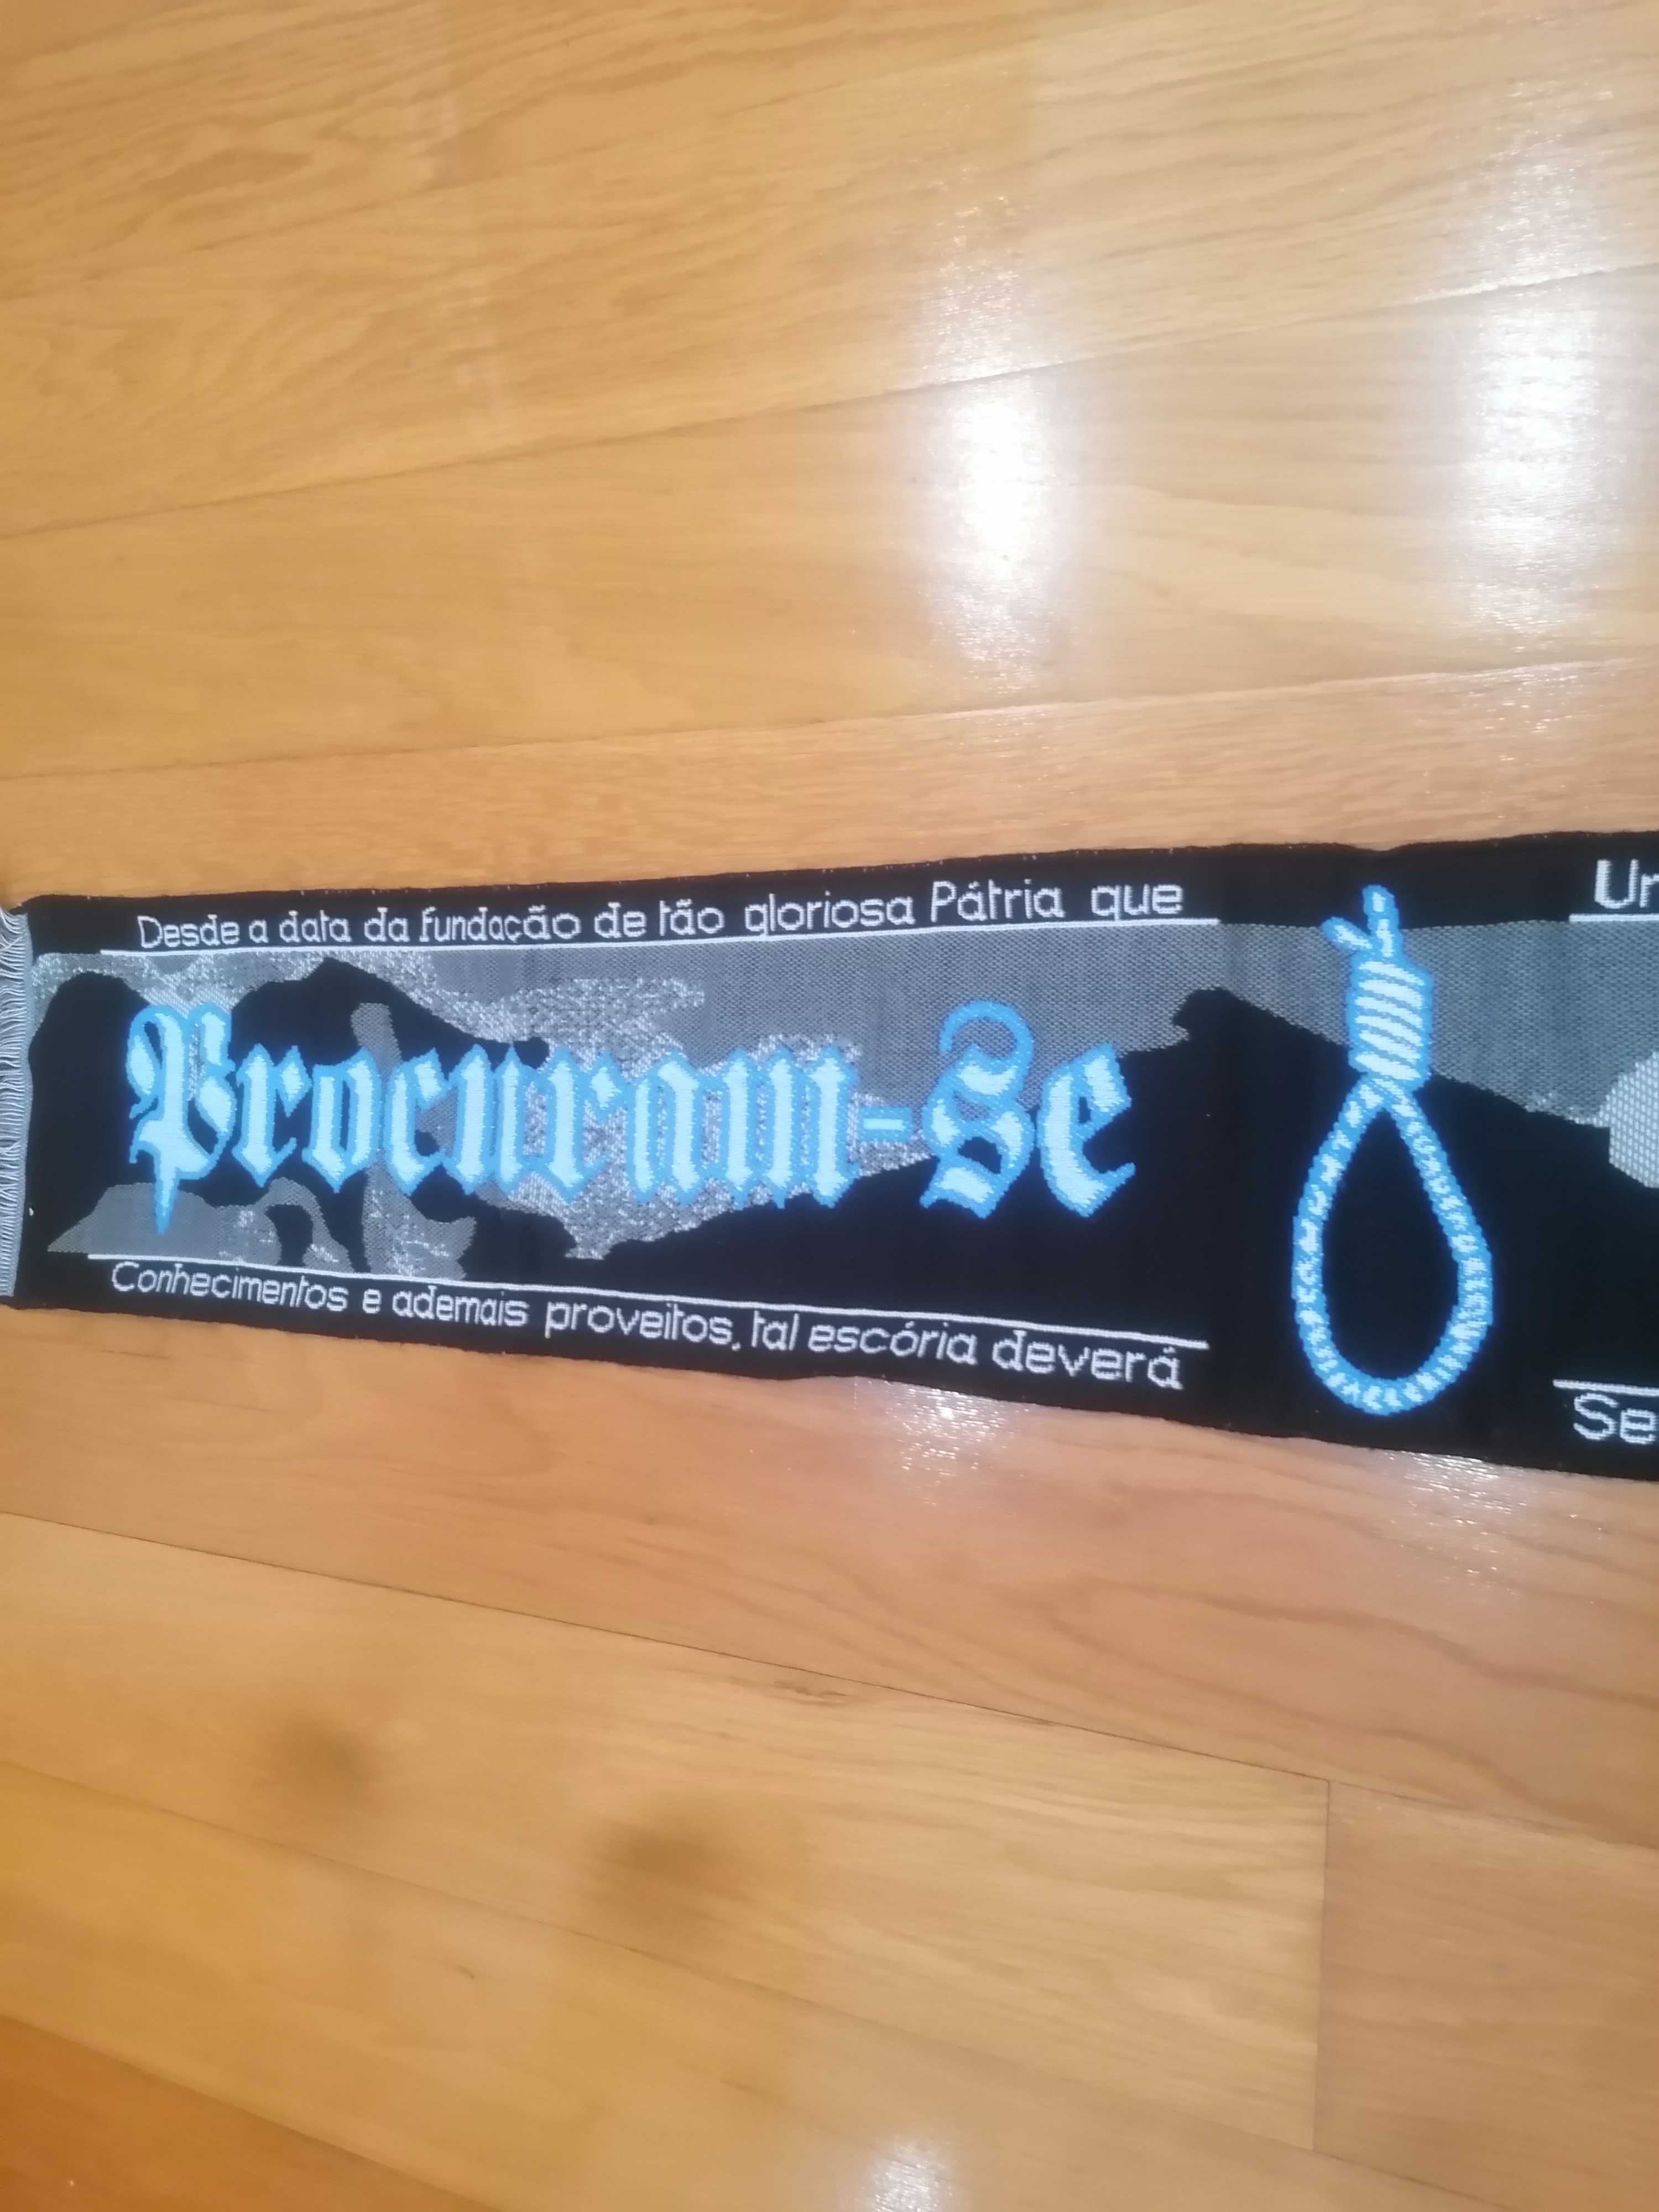 Desde a data da fundação de tão gloriosa Pátria que
Procuram-se
Conhecimentos e ademais proveitos, tal escória deverá